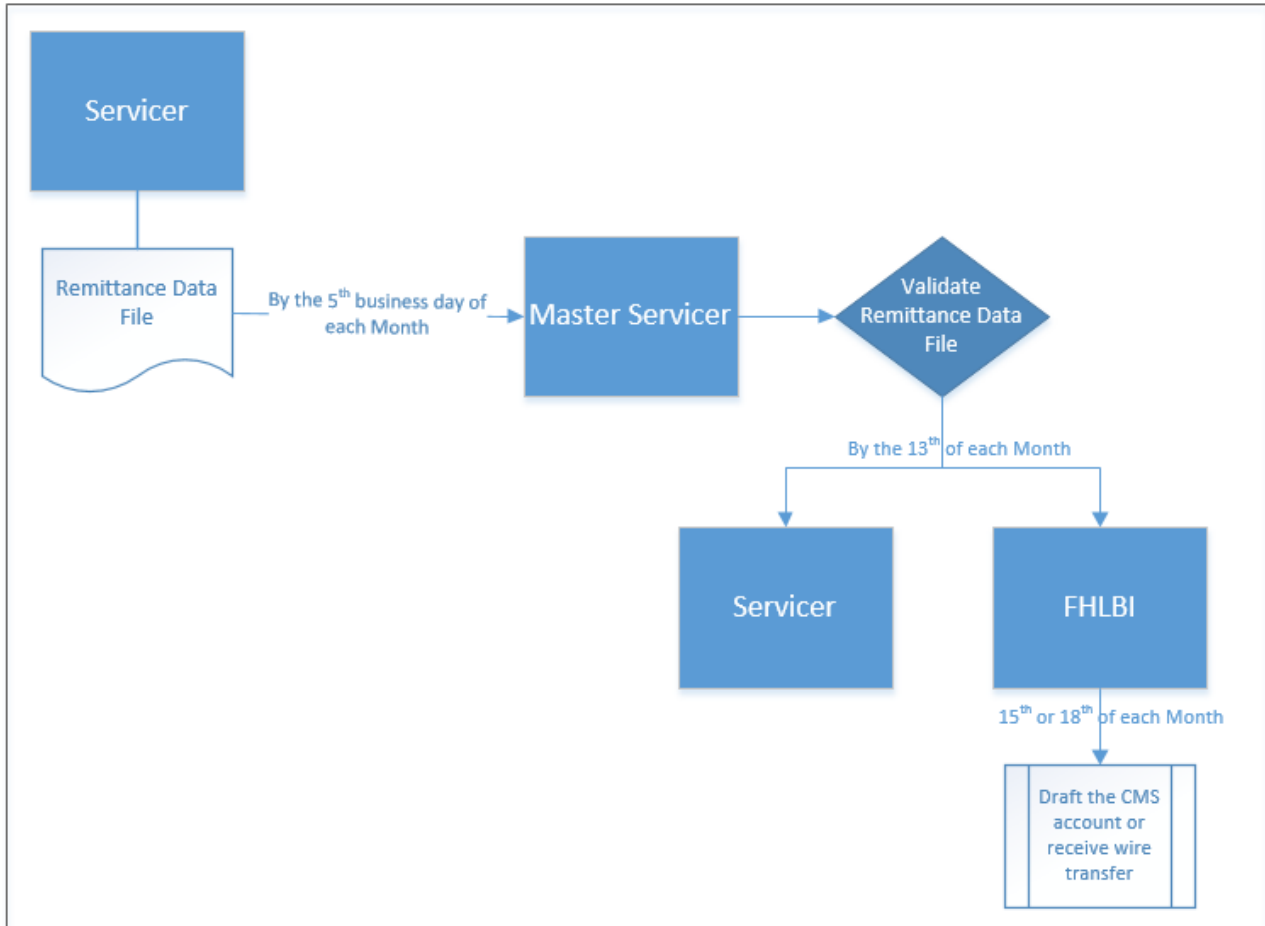 Servicer
Remittance Data
File
By the 5th business day of
each Month
Master Servicer
Validate
Remittance Data
File
By the 13th of each Month
Servicer
FHLBI
15th or 18th of each Month
Draft the CMS
account or
receive wire
transfer